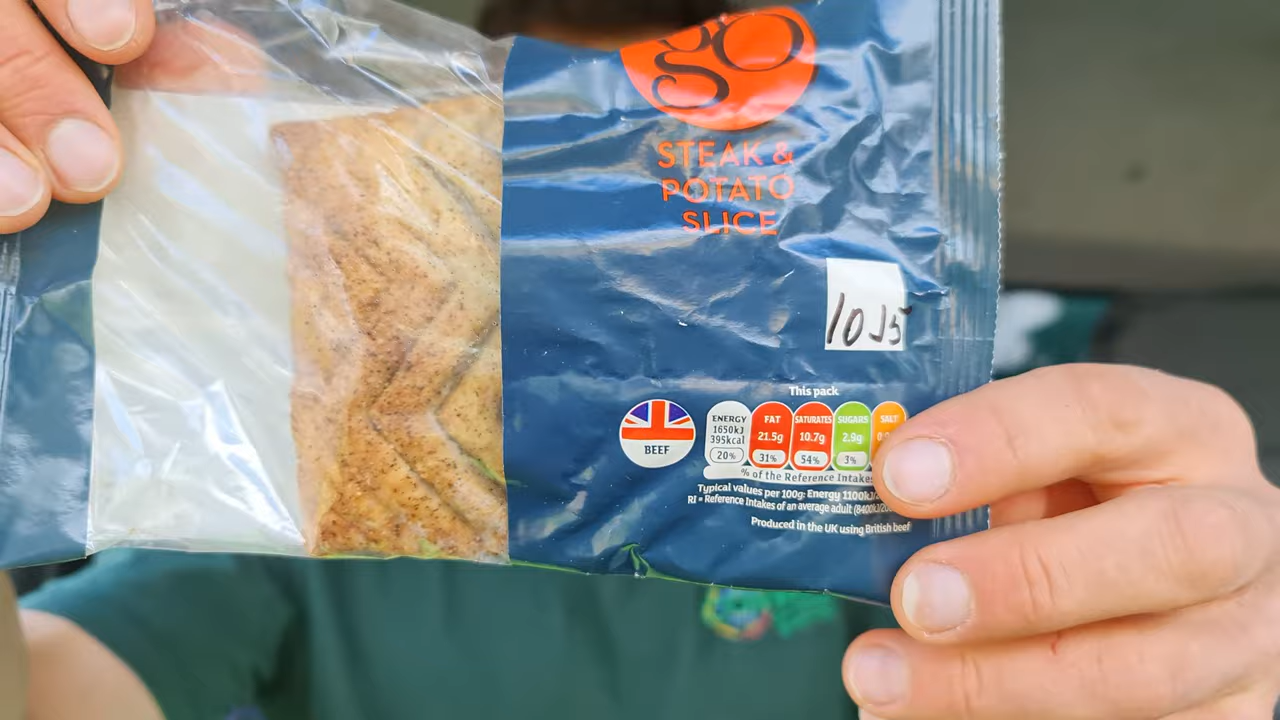 go
STEAK &
POTATO
SLICE
10 J5
This pack
BEEF
ENERGY 1650kJ 395kcal 20%
FAT 21.5g 31%
SATURATES 10.7g 54%
SUGARS 2.9g 3%
SALT
% of the Reference Intakes
Typical values per 100g: Energy 1100kJ/
RI = Reference Intakes of an average adult (8400kJ/
Produced in the UK using British beef